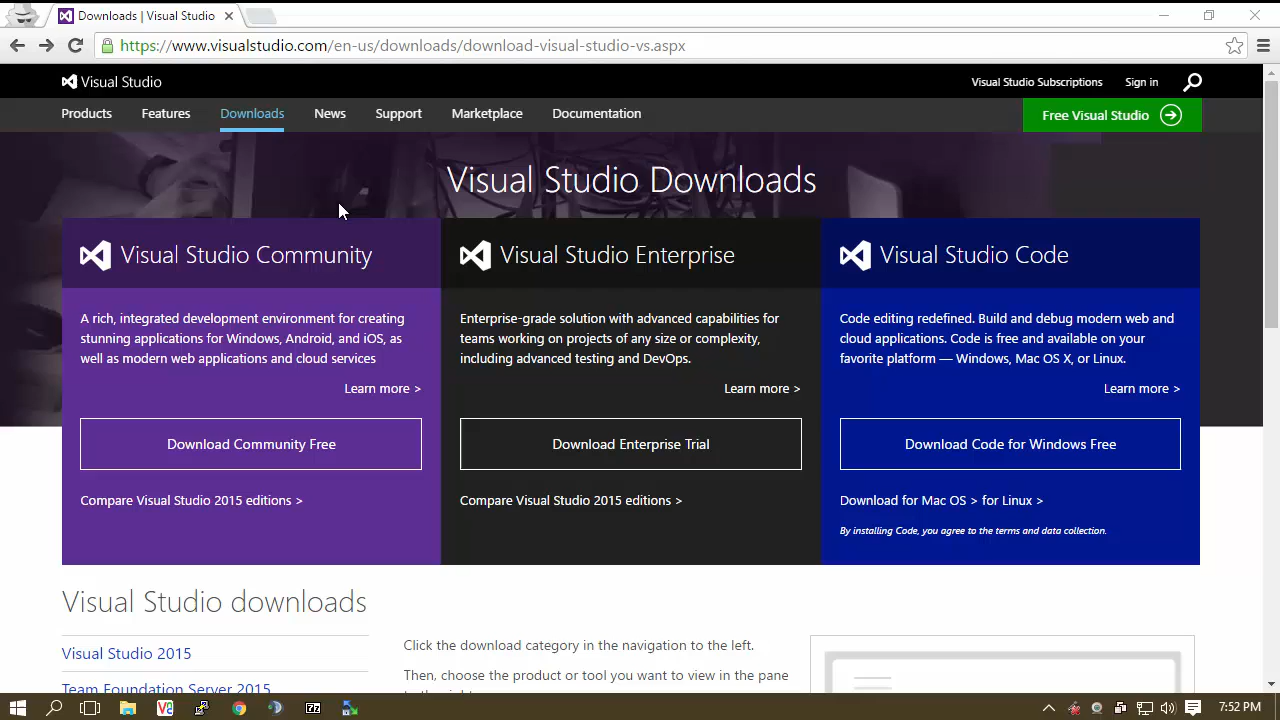 Downloads | Visual Studio
https://www.visualstudio.com/en-us/downloads/download-visual-studio-vs.aspx
Visual Studio
Visual Studio Subscriptions
Sign in
Products
Features
Downloads
News
Support
Marketplace
Documentation
Free Visual Studio
Visual Studio Downloads
Visual Studio Community
A rich, integrated development environment for creating
stunning applications for Windows, Android, and iOS, as
well as modern web applications and cloud services
Learn more >
Download Community Free
Compare Visual Studio 2015 editions >
Visual Studio Enterprise
Enterprise-grade solution with advanced capabilities for
teams working on projects of any size or complexity,
including advanced testing and DevOps.
Learn more >
Download Enterprise Trial
Compare Visual Studio 2015 editions >
Visual Studio Code
Code editing redefined. Build and debug modern web and
cloud applications. Code is free and available on your
favorite platform — Windows, Mac OS X, or Linux.
Learn more >
Download Code for Windows Free
Download for Mac OS > for Linux >
By installing Code, you agree to the terms and data collection.
Visual Studio downloads
Visual Studio 2015
Team Foundation Server 2015
Click the download category in the navigation to the left.
Then, choose the product or tool you want to view in the pane
7:52 PM